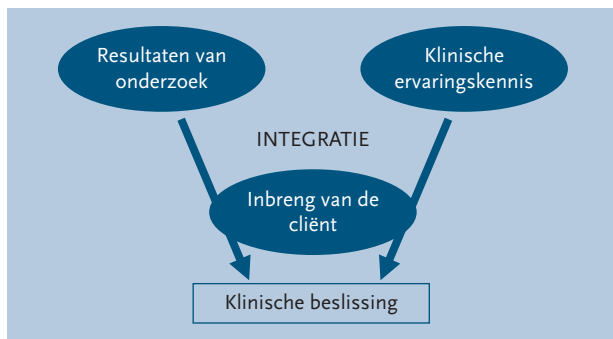 Resultaten van
onderzoek
Klinische
ervaringskennis
INTEGRATIE
Inbreng van de
cliënt
Klinische beslissing